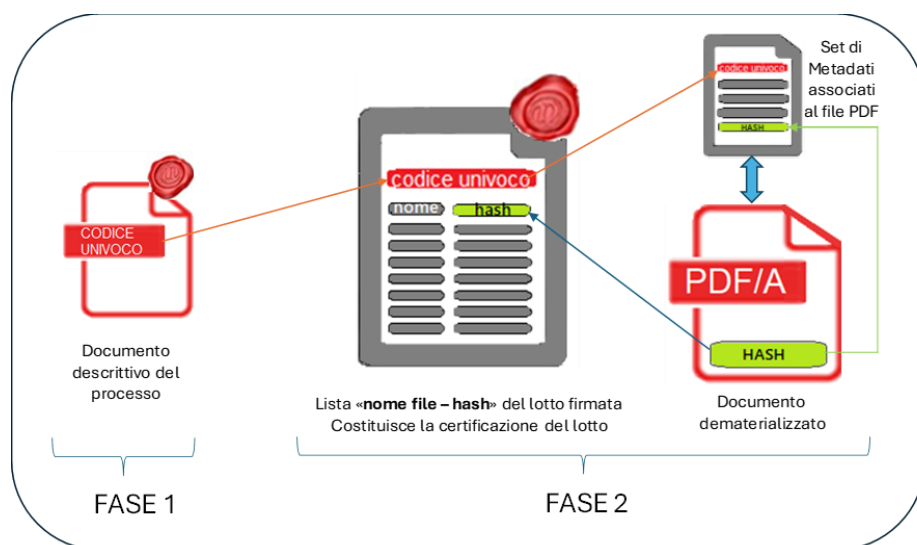 CODICE
UNIVOCO
Documento
descrittivo del
processo
FASE 1
codice univoco
nome hash
Lista «nome file – hash» del lotto firmata
Costituisce la certificazione del lotto
codice univoco
HASH
Set di
Metadati
associati
al file PDF
PDF/A
HASH
Documento
dematerializzato
FASE 2